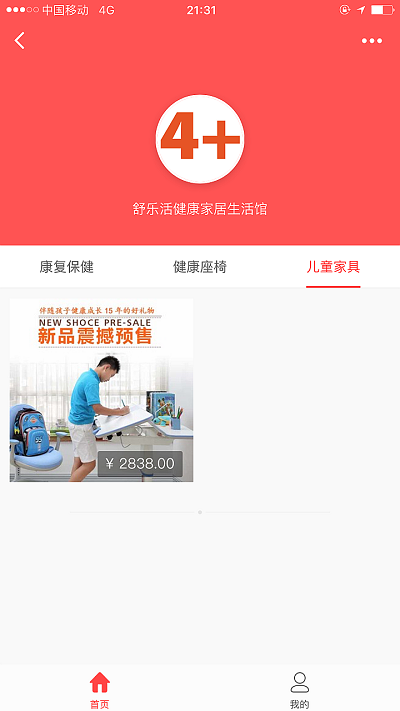 中国移动 4G 21:31
4+
舒乐活健康家居生活馆
康复保健 健康座椅 儿童家具
伴随孩子健康成长 15 年的好礼物
NEW SHOCE PRE-SALE
新品震撼预售
¥ 2838.00
首页 我的